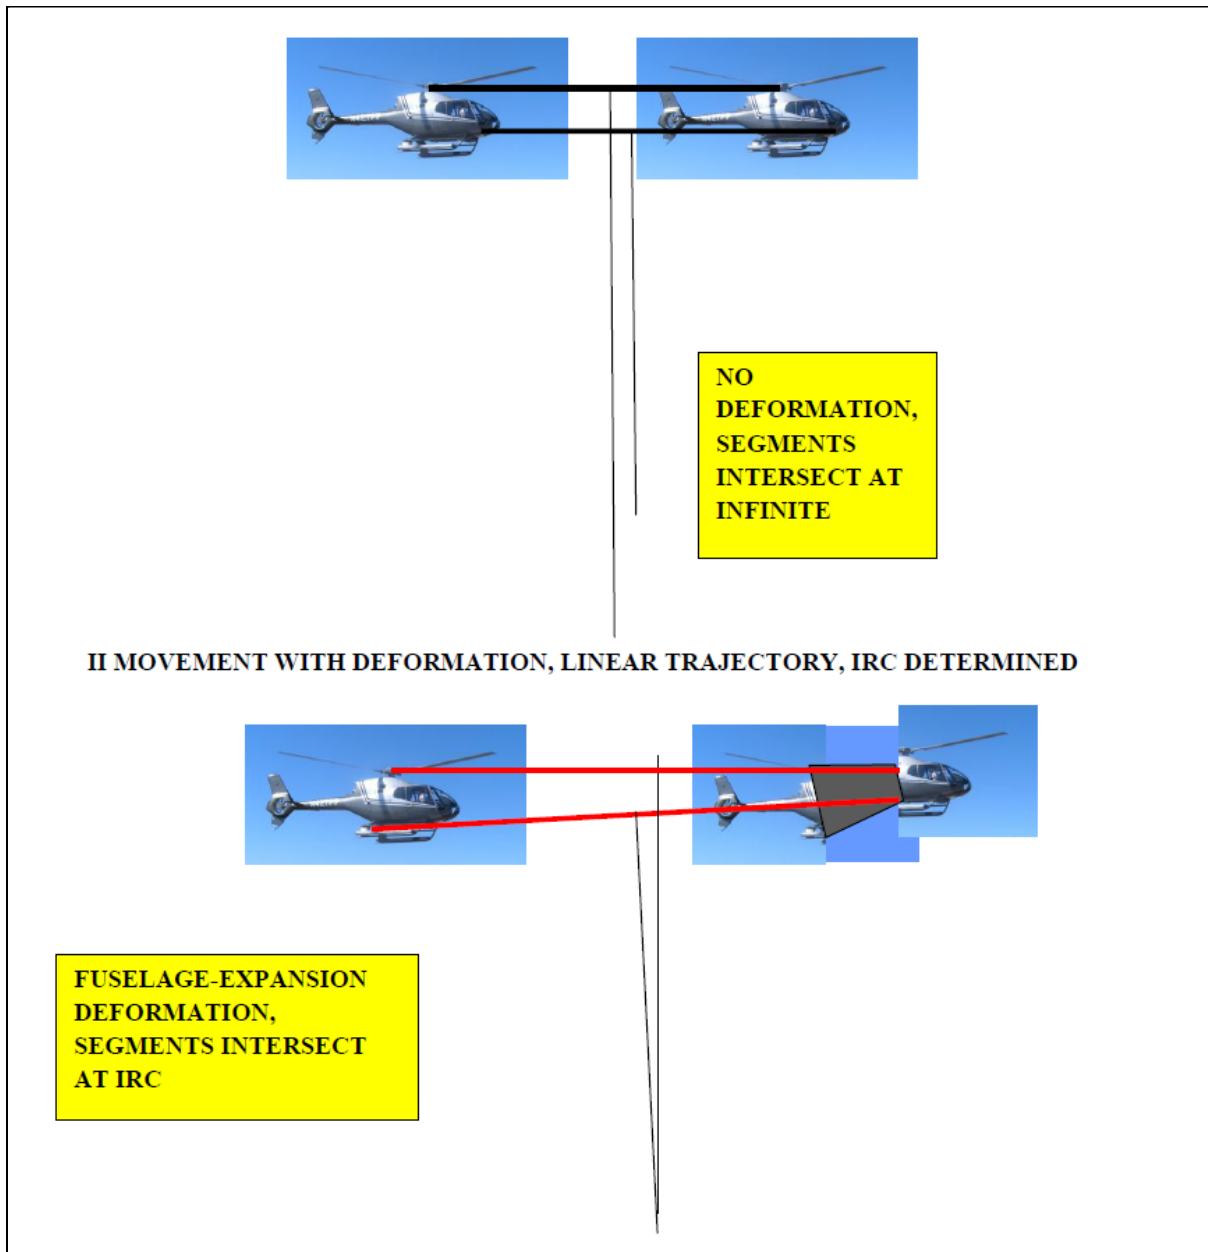 NO
DEFORMATION,
SEGMENTS
INTERSECT AT
INFINITE
II MOVEMENT WITH DEFORMATION, LINEAR TRAJECTORY, IRC DETERMINED
FUSELAGE-EXPANSION
DEFORMATION,
SEGMENTS INTERSECT
AT IRC